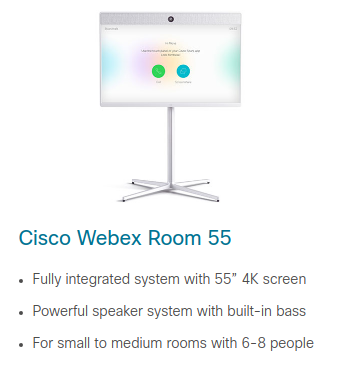 Cisco Webex Room 55
Fully integrated system with 55” 4K screen
Powerful speaker system with built-in bass
For small to medium rooms with 6-8 people